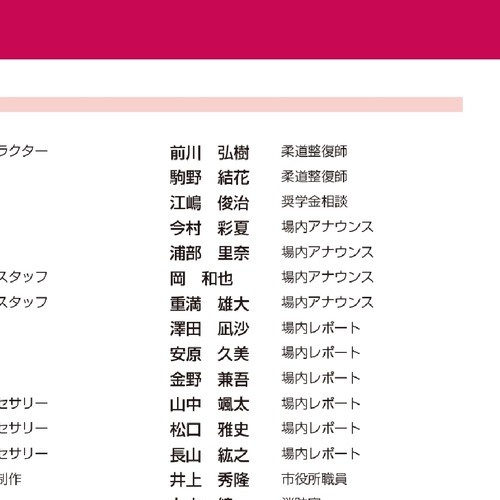 ラクター 前川 弘樹 柔道整復師
駒野 結花 柔道整復師
江嶋 俊治 奨学金相談
今村 彩夏 場内アナウンス
浦部 里奈 場内アナウンス
スタッフ 岡 和也 場内アナウンス
スタッフ 重満 雄大 場内アナウンス
澤田 凪沙 場内レポート
安原 久美 場内レポート
金野 兼吾 場内レポート
セサリー 山中 颯太 場内レポート
セサリー 松口 雅史 場内レポート
セサリー 長山 紘之 場内レポート
制作 井上 秀隆 市役所職員